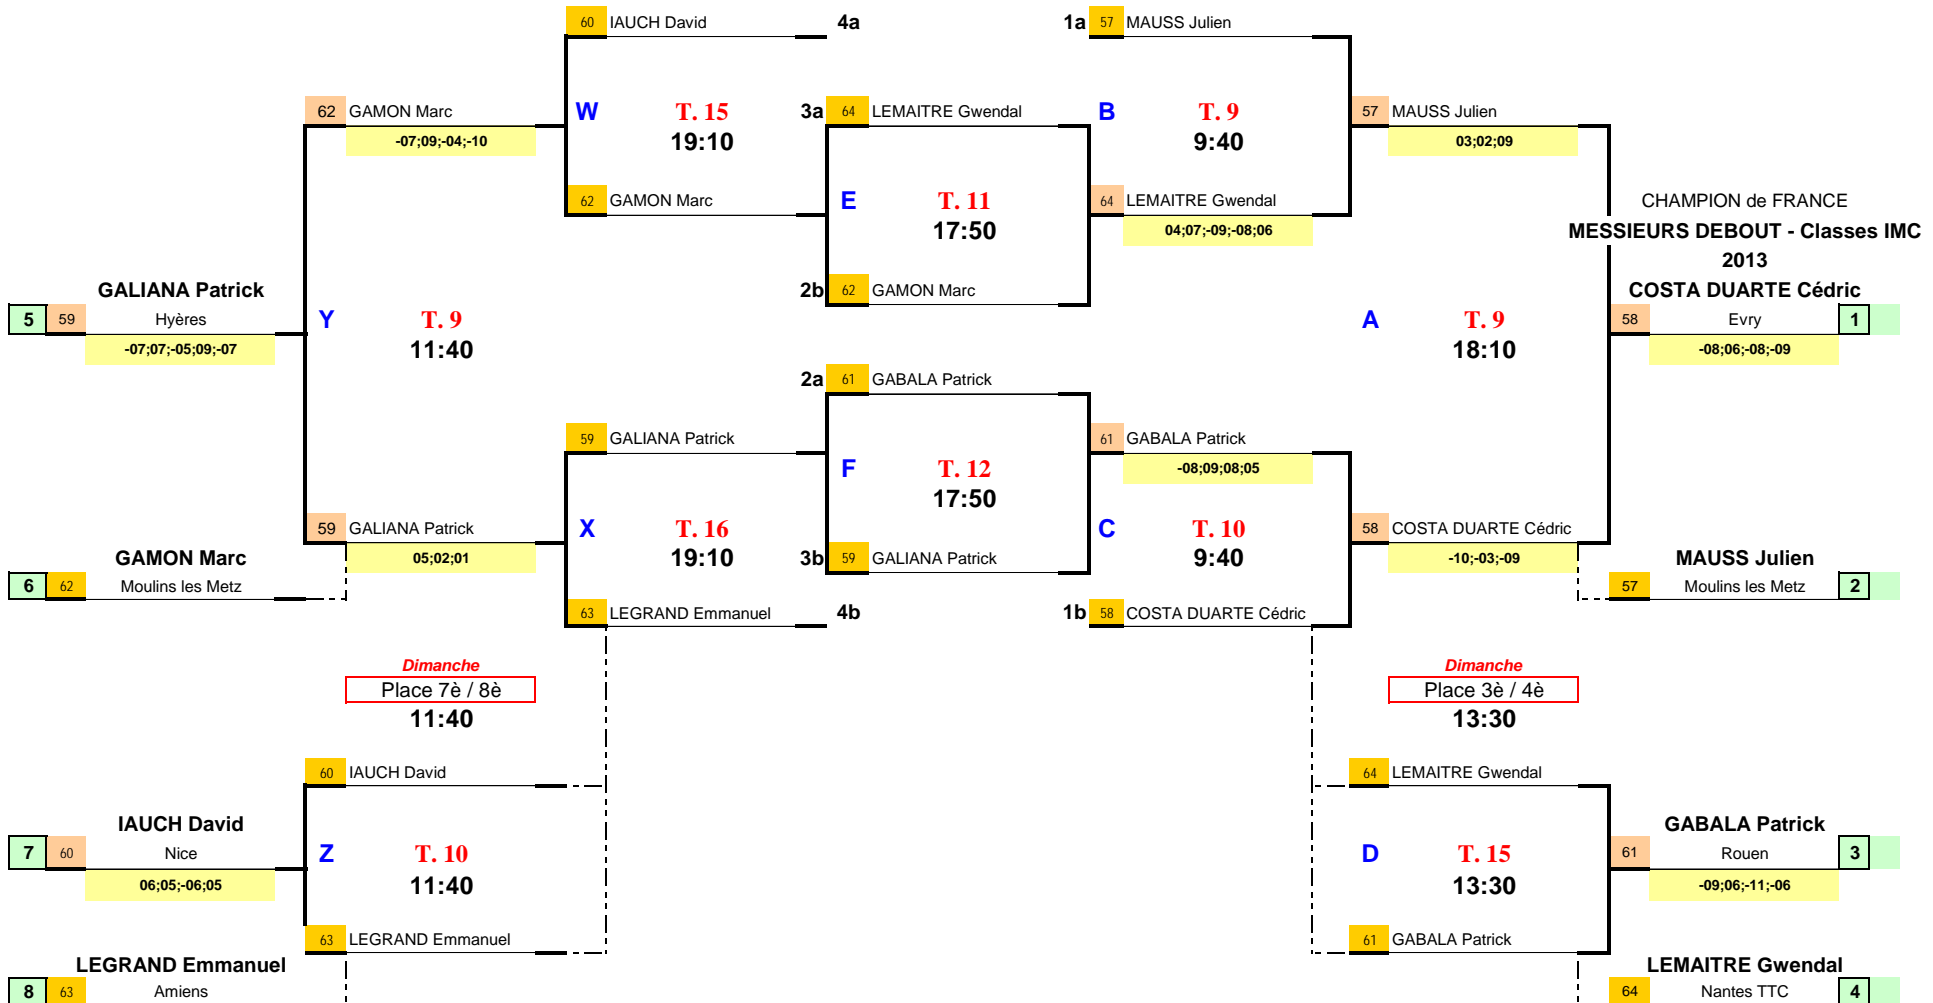 60 IAUCH David 4a 1a 57 MAUSS Julien
62 GAMON Marc W T. 15 3a 64 LEMAITRE Gwendal B T. 9 57 MAUSS Julien
-07;09;-04;-10 19:10 9:40 03;02;09
62 GAMON Marc E T. 11 64 LEMAITRE Gwendal CHAMPION de FRANCE
17:50 04;07;-09;-08;06 MESSIEURS DEBOUT - Classes IMC
2013
GALIANA Patrick 2b 62 GAMON Marc COSTA DUARTE Cédric
5 59 Hyères Y T. 9 A T. 9 58 Evry 1
-07;07;-05;09;-07 11:40 18:10 -08;06;-08;-09
2a 61 GABALA Patrick
59 GALIANA Patrick 61 GABALA Patrick
F T. 12 -08;09;08;05
17:50
59 GALIANA Patrick X T. 16 C T. 10 58 COSTA DUARTE Cédric
GAMON Marc 05;02;01 19:10 3b 59 GALIANA Patrick 9:40 -10;-03;-09 MAUSS Julien
6 62 Moulins les Metz 57 Moulins les Metz 2
63 LEGRAND Emmanuel 4b 1b 58 COSTA DUARTE Cédric
Dimanche Dimanche
Place 7è / 8è Place 3è / 4è
11:40 13:30
60 IAUCH David 64 LEMAITRE Gwendal
IAUCH David GABALA Patrick
7 60 Nice Z T. 10 D T. 15 61 Rouen 3
06;05;-06;05 11:40 13:30 -09;06;-11;-06
63 LEGRAND Emmanuel 61 GABALA Patrick
LEGRAND Emmanuel LEMAITRE Gwendal
8 63 Amiens 64 Nantes TTC 4